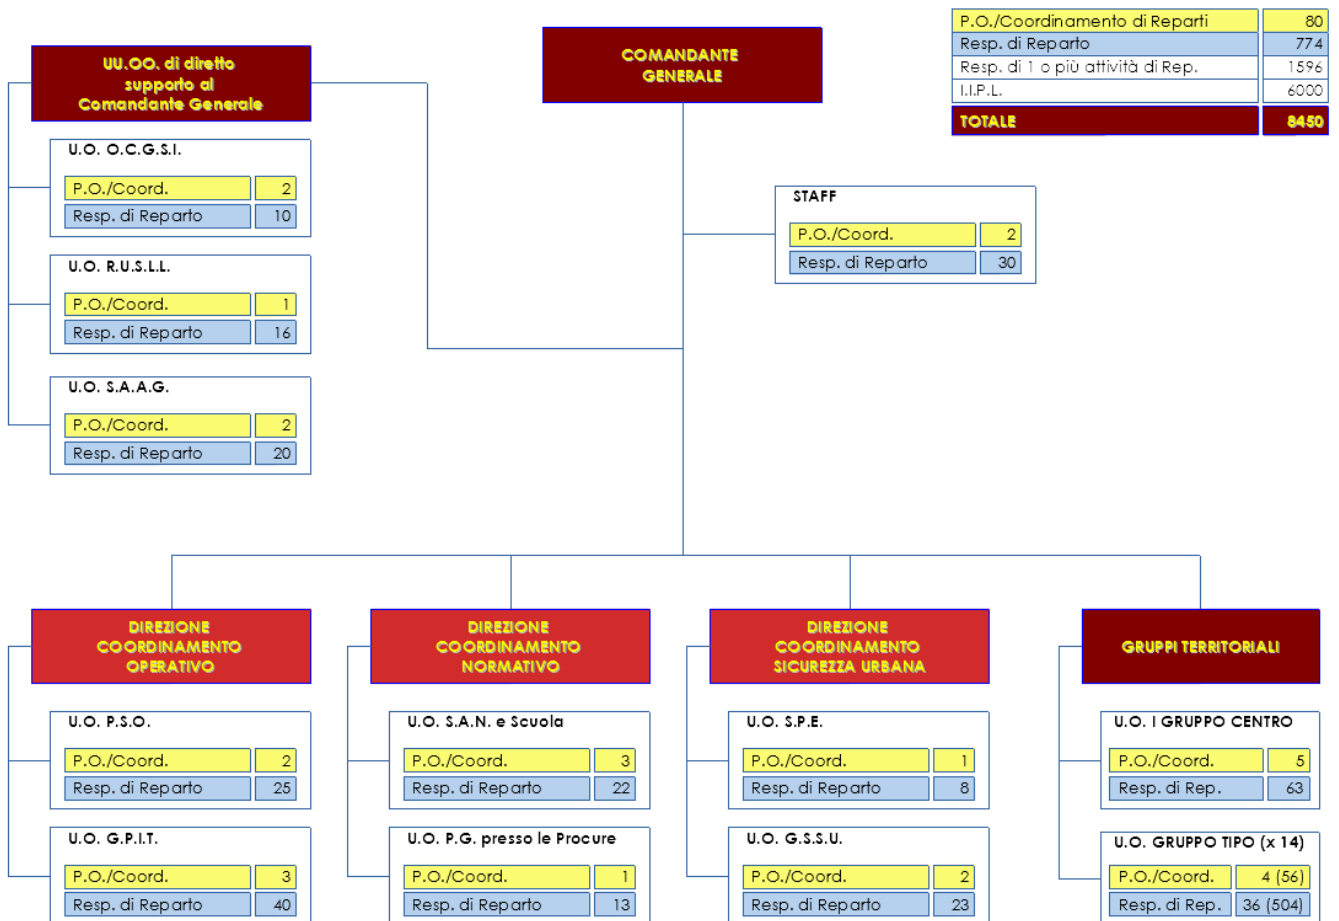 COMANDANTE
GENERALE
P.O./Coordinamento di Reparti 80
Resp. di Reparto 774
Resp. di 1 o più attività di Rep. 1596
I.I.P.L. 6000
TOTALE 8450
UU.OO. di diretto
supporto al
Comandante Generale
U.O. O.C.G.S.I.
P.O./Coord. 2
Resp. di Reparto 10
U.O. R.U.S.L.L.
P.O./Coord. 1
Resp. di Reparto 16
U.O. S.A.A.G.
P.O./Coord. 2
Resp. di Reparto 20
STAFF
P.O./Coord. 2
Resp. di Reparto 30
DIREZIONE
COORDINAMENTO
OPERATIVO
U.O. P.S.O.
P.O./Coord. 2
Resp. di Reparto 25
U.O. G.P.I.T.
P.O./Coord. 3
Resp. di Reparto 40
DIREZIONE
COORDINAMENTO
NORMATIVO
U.O. S.A.N. e Scuola
P.O./Coord. 3
Resp. di Reparto 22
U.O. P.G. presso le Procure
P.O./Coord. 1
Resp. di Reparto 13
DIREZIONE
COORDINAMENTO
SICUREZZA URBANA
U.O. S.P.E.
P.O./Coord. 1
Resp. di Reparto 8
U.O. G.S.S.U.
P.O./Coord. 2
Resp. di Reparto 23
GRUPPI TERRITORIALI
U.O. I GRUPPO CENTRO
P.O./Coord. 5
Resp. di Rep. 63
U.O. GRUPPO TIPO (x 14)
P.O./Coord. 4 (56)
Resp. di Rep. 36 (504)